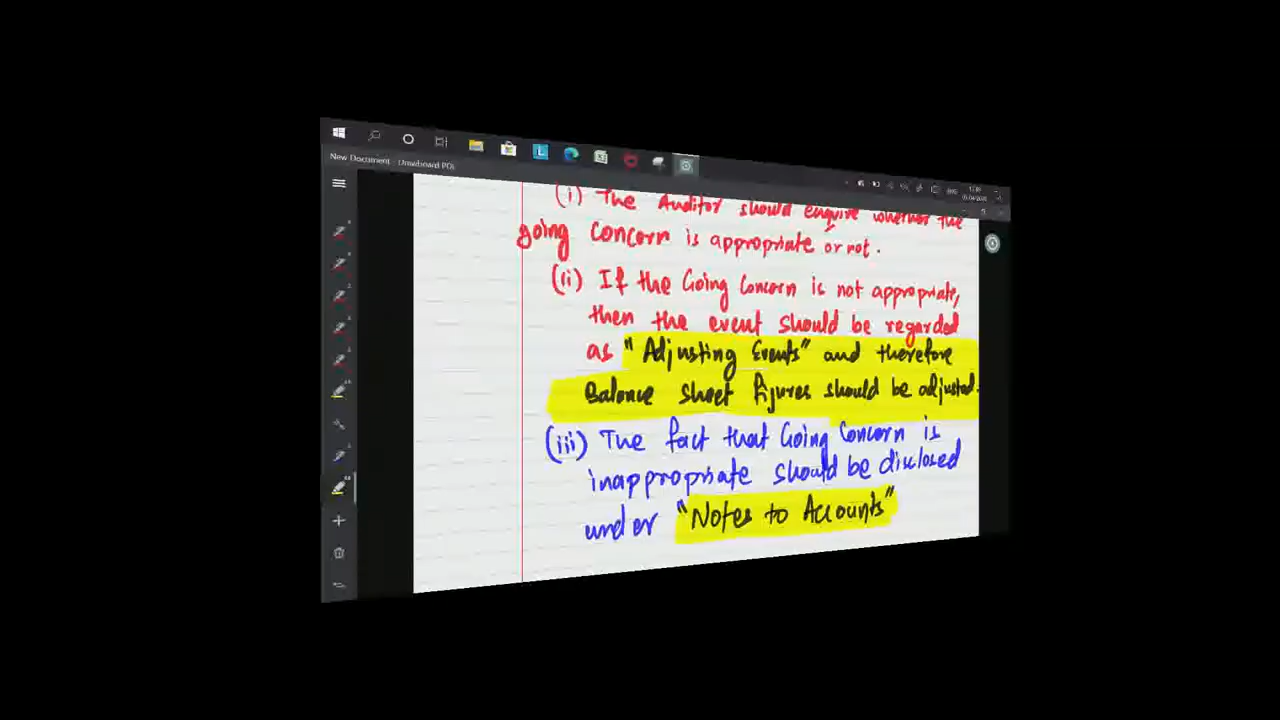 New Document - Drawboard PDF
(i) The Auditor should enquire whether the
going concern is appropriate or not.
(ii) If the Going Concern is not appropriate,
then the event should be regarded
as "Adjusting Events" and therefore
Balance sheet figures should be adjusted.
(iii) The fact that Going Concern is
inappropriate should be disclosed
under "Notes to Accounts"